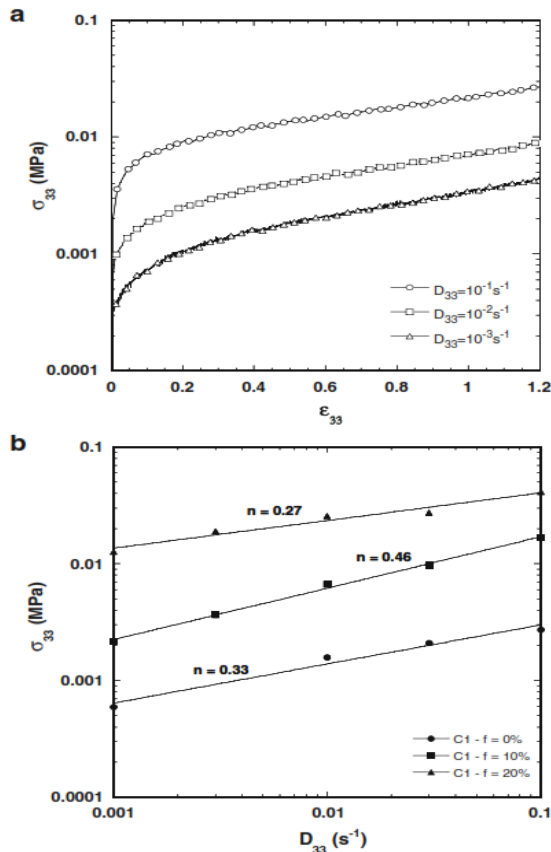 a
0.1
0.01
0.001
0.0001
σ33 (MPa)
D33=10-1s-1
D33=10-2s-1
D33=10-3s-1
0 0.2 0.4 0.6 0.8 1 1.2
ε33
b
0.1
0.01
0.001
0.0001
σ33 (MPa)
n = 0.27
n = 0.46
n = 0.33
C1 - f = 0%
C1 - f = 10%
C1 - f = 20%
0.001 0.01 0.1
D33 (s-1)